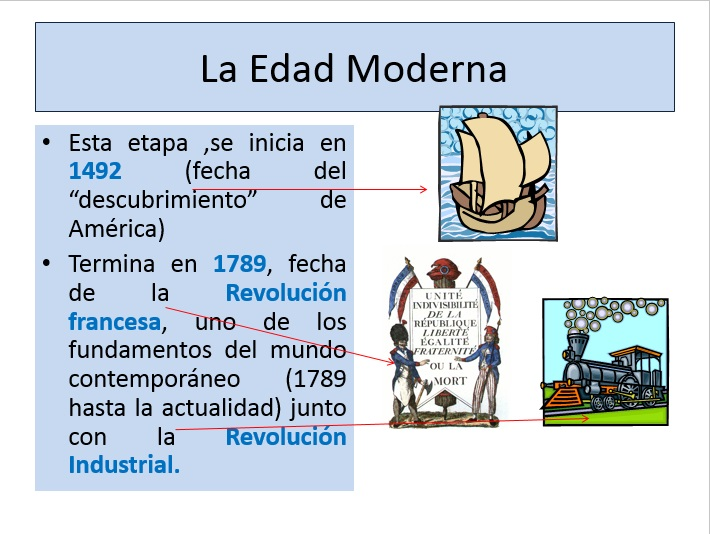 La Edad Moderna
• Esta etapa ,se inicia en
1492 (fecha del
“descubrimiento” de
América)
• Termina en 1789, fecha
de la Revolución
francesa, uno de los
fundamentos del mundo
contemporáneo (1789
hasta la actualidad) junto
con la Revolución
Industrial.
UNITÉ
INDIVISIBILITÉ
DE LA
RÉPUBLIQUE
LIBERTÉ
ÉGALITÉ
FRATERNITÉ
OU LA
MORT